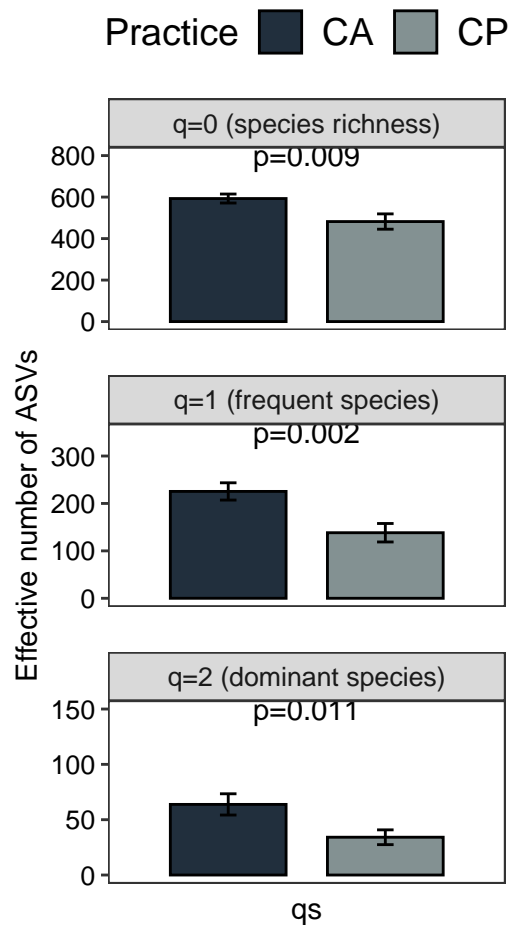 Practice CA CP
q=0 (species richness)
p=0.009
800
600
400
200
0
q=1 (frequent species)
p=0.002
300
200
100
0
q=2 (dominant species)
p=0.011
150
100
50
0
Effective number of ASVs
qs